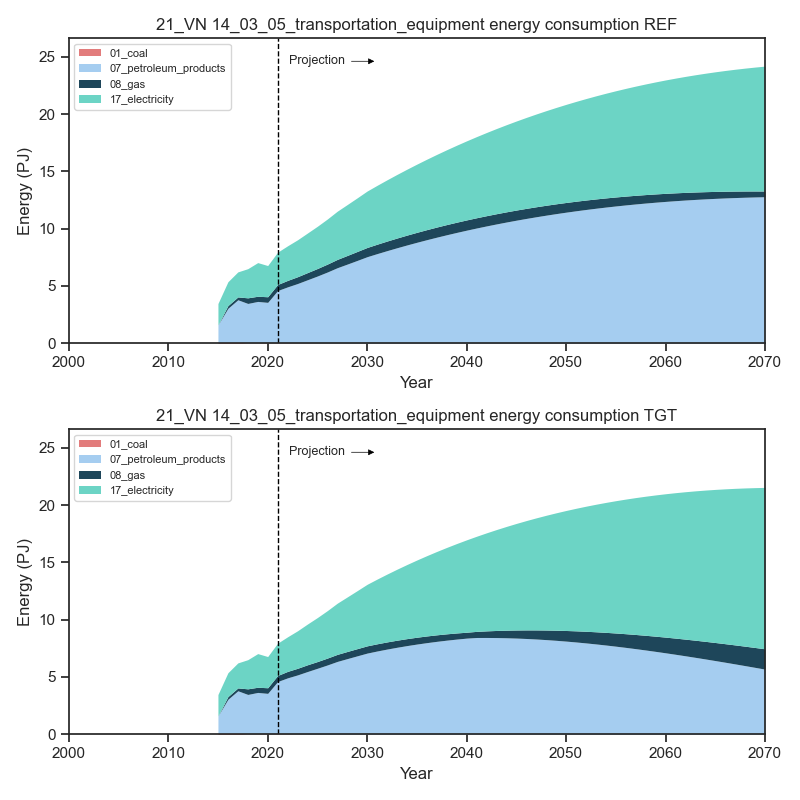 21_VN 14_03_05_transportation_equipment energy consumption REF
Energy (PJ)
25
20
15
10
5
0
01_coal
07_petroleum_products
08_gas
17_electricity
Projection
2000 2010 2020 2030 2040 2050 2060 2070
Year
21_VN 14_03_05_transportation_equipment energy consumption TGT
Energy (PJ)
25
20
15
10
5
0
01_coal
07_petroleum_products
08_gas
17_electricity
Projection
2000 2010 2020 2030 2040 2050 2060 2070
Year